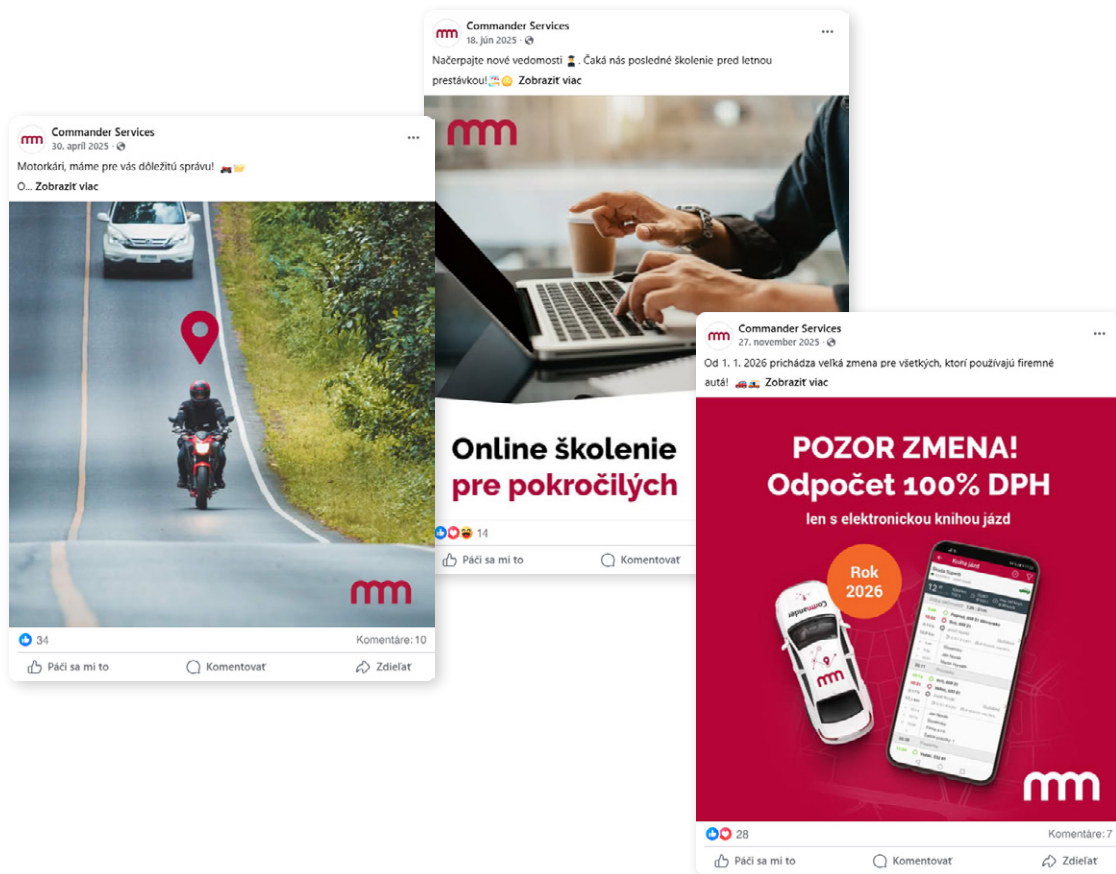 Commander Services
18. jún 2025
Načerpajte nové vedomosti. Čaká nás posledné školenie pred letnou
prestávkou! Zobraziť viac
Online školenie
pre pokročilých
14
Páči sa mi to
Komentovať
Commander Services
30. apríl 2025
Motorkári, máme pre vás dôležitú správu!
O... Zobraziť viac
34
Komentáre: 10
Páči sa mi to
Komentovať
Zdieľať
Commander Services
27. november 2025
Od 1. 1. 2026 prichádza veľká zmena pre všetkých, ktorí používajú firemné
autá! Zobraziť viac
POZOR ZMENA!
Odpočet 100% DPH
len s elektronickou knihou jázd
Rok
2026
Commander
Kniha jázd
28
Komentáre: 7
Páči sa mi to
Komentovať
Zdieľať